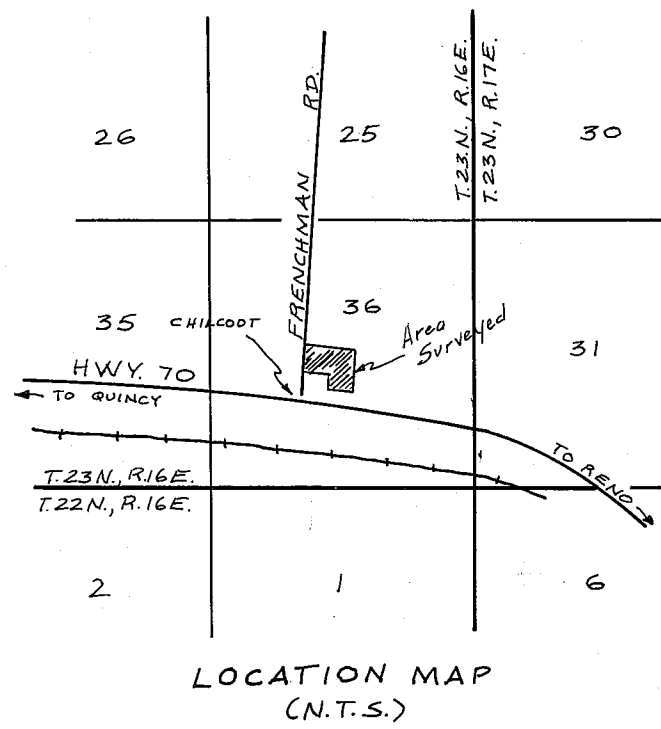 26
25
30
FRENCHMAN RD.
T.23N., R.16E.
T.23N., R.17E.
35
CHILCOOT
36
Area
Surveyed
31
HWY. 70
← TO QUINCY
TO RENO →
T.23N., R.16E.
T.22N., R.16E.
2
1
6
LOCATION MAP
(N.T.S.)